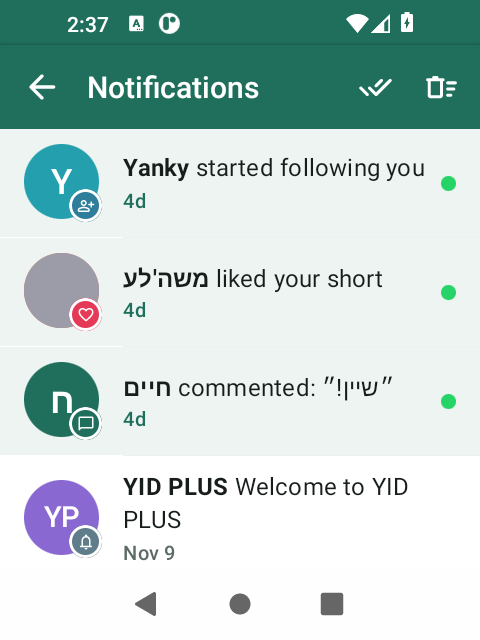 2:37
Notifications
Y
Yanky started following you
4d
משה'לע liked your short
4d
ח
חיים commented: ״שיין!״
4d
YP
YID PLUS Welcome to YID
PLUS
Nov 9